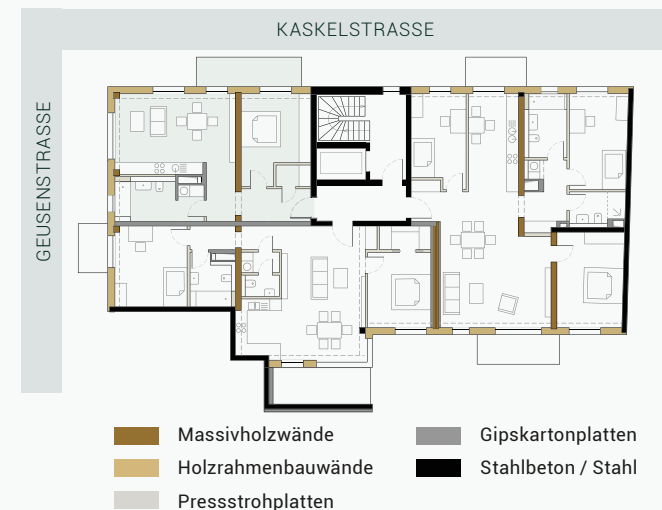 KASKELSTRASSE
GEUSENSTRASSE
Massivholzwände
Holzrahmenbauwände
Pressstrohplatten
Gipskartonplatten
Stahlbeton / Stahl